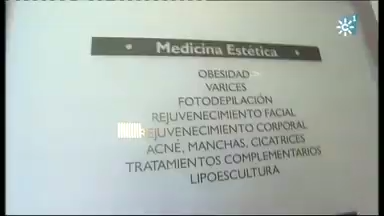 Medicina Estética
OBESIDAD
VARICES
FOTODEPILACIÓN
REJUVENECIMIENTO FACIAL
REJUVENECIMIENTO CORPORAL
ACNÉ, MANCHAS, CICATRICES
TRATAMIENTOS COMPLEMENTARIOS
LIPOESCULTURA